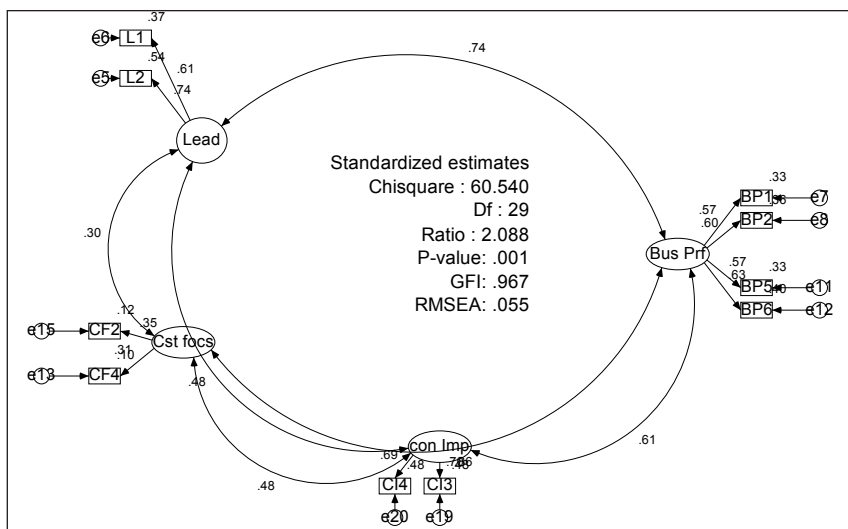 .37
e6 L1
.54 .61
e5 L2
.74
Lead
.74
Standardized estimates
Chisquare : 60.540
Df : 29
Ratio : 2.088
P-value: .001
GFI: .967
RMSEA: .055
.33
BP1 e7
.57
BP2 e8
.60
Bus Prf
.57 .33
BP5 e11
.63
BP6 e12
.30
.12
e15 CF2 .35
Cst focs
.31
.10
e13 CF4
.48
con Imp
.61
.69 .48
.48
CI4 CI3
e20 e19